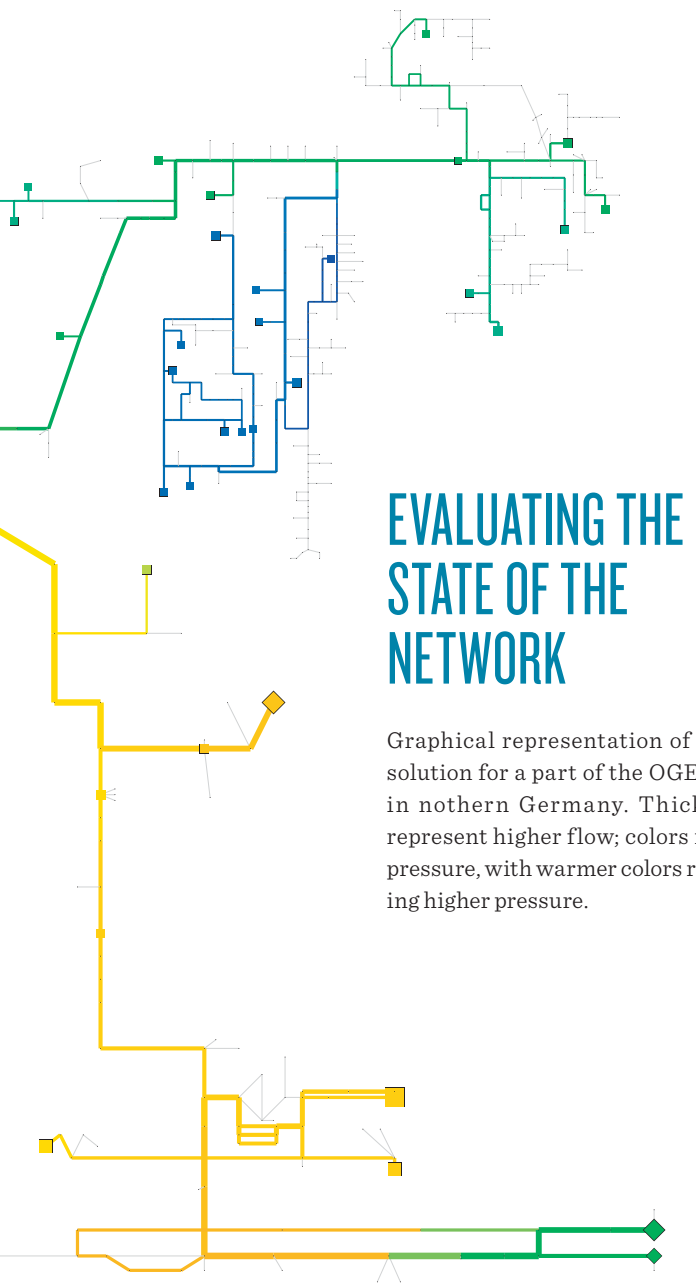 EVALUATING THE
STATE OF THE
NETWORK
Graphical representation of
solution for a part of the OGE
in nothern Germany. Thick
represent higher flow; colors
pressure, with warmer colors
ing higher pressure.